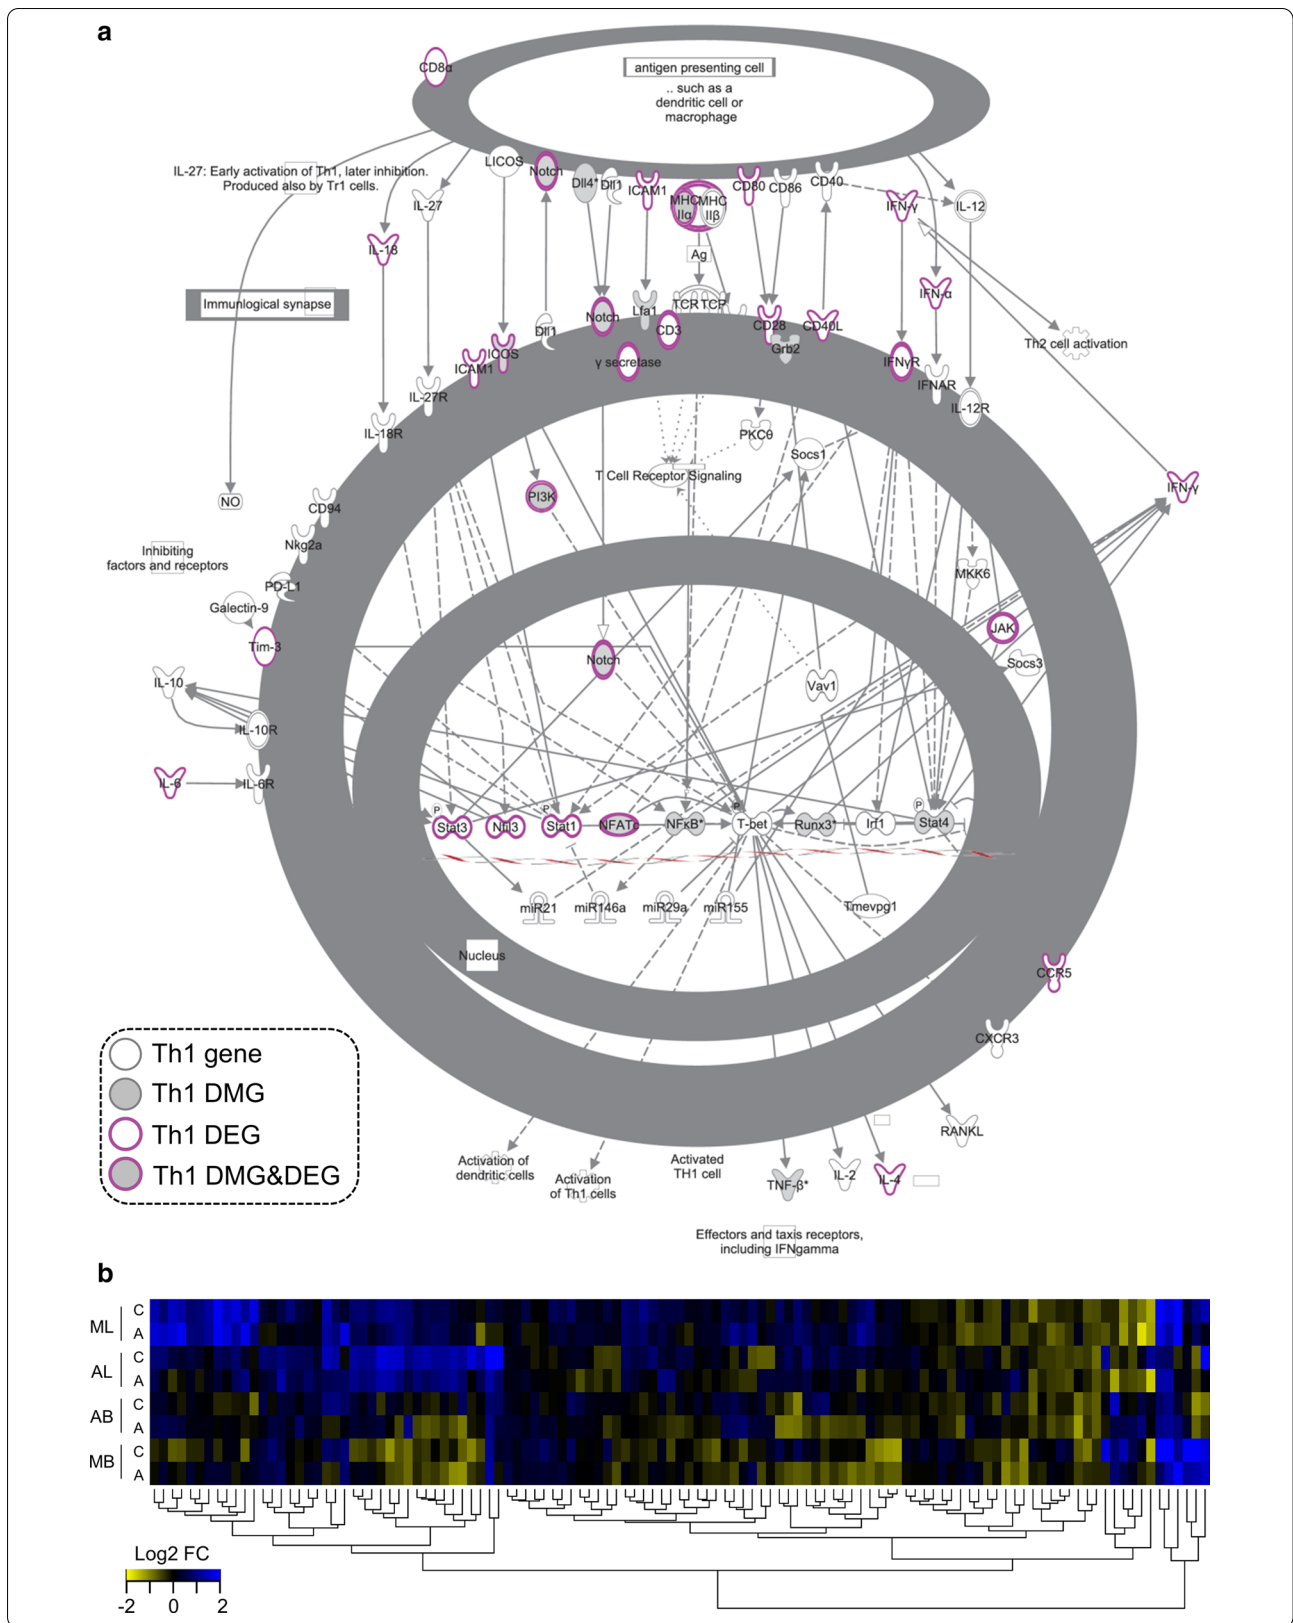 a
CD8α
antigen presenting cell
.. such as a
dendritic cell or
macrophage
IL-27: Early activation of Th1, later inhibition.
Produced also by Tr1 cells.
LICOS
Notch
Dll4*
Dll1
ICAM1
MHC
IIα
MHC
IIβ
CD80
CD86
CD40
IL-27
IFN-γ
IL-12
IL-18
Ag
IFN-α
Immunlogical synapse
Notch
Lfa1
TCR
TCP
CD3
CD28
CD40L
Dll1
Grb2
Th2 cell activation
ICOS
ICAM1
γ secretase
IFNγR
IFNAR
IL-27R
IL-12R
IL-18R
PKCθ
Socs1
T Cell Receptor Signaling
NO
CD94
PI3K
IFN-γ
Nkg2a
Inhibiting
factors and receptors
PD-L1
MKK6
Galectin-9
Tim-3
JAK
Notch
Socs3
IL-10
Vav1
IL-10R
IL-6
IL-6R
P
P
P
P
Stat3
Nfil3
Stat1
NFATc
NFκB*
T-bet
Runx3*
Irf1
Stat4
miR21
miR146a
miR29a
miR155
Tmevpg1
Nucleus
CCR5
CXCR3
Th1 gene
Th1 DMG
Th1 DEG
Th1 DMG&DEG
RANKL
Activation of
dendritic cells
Activation
of Th1 cells
Activated
TH1 cell
TNF-β*
IL-2
IL-4
Effectors and taxis receptors,
including IFNgamma
b
ML
C
A
AL
C
A
AB
C
A
MB
C
A
Log2 FC
-2 0 2